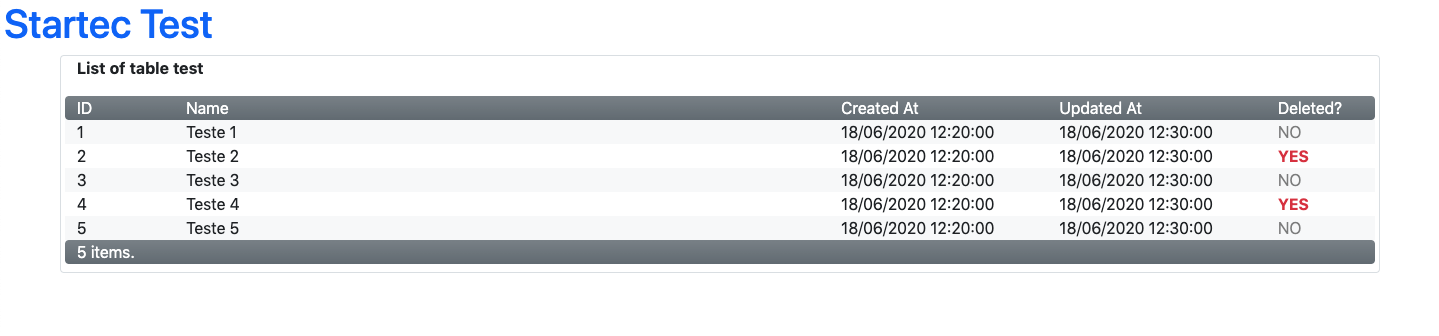 Startec Test
List of table test
ID Name Created At Updated At Deleted?
1 Teste 1 18/06/2020 12:20:00 18/06/2020 12:30:00 NO
2 Teste 2 18/06/2020 12:20:00 18/06/2020 12:30:00 YES
3 Teste 3 18/06/2020 12:20:00 18/06/2020 12:30:00 NO
4 Teste 4 18/06/2020 12:20:00 18/06/2020 12:30:00 YES
5 Teste 5 18/06/2020 12:20:00 18/06/2020 12:30:00 NO
5 items.